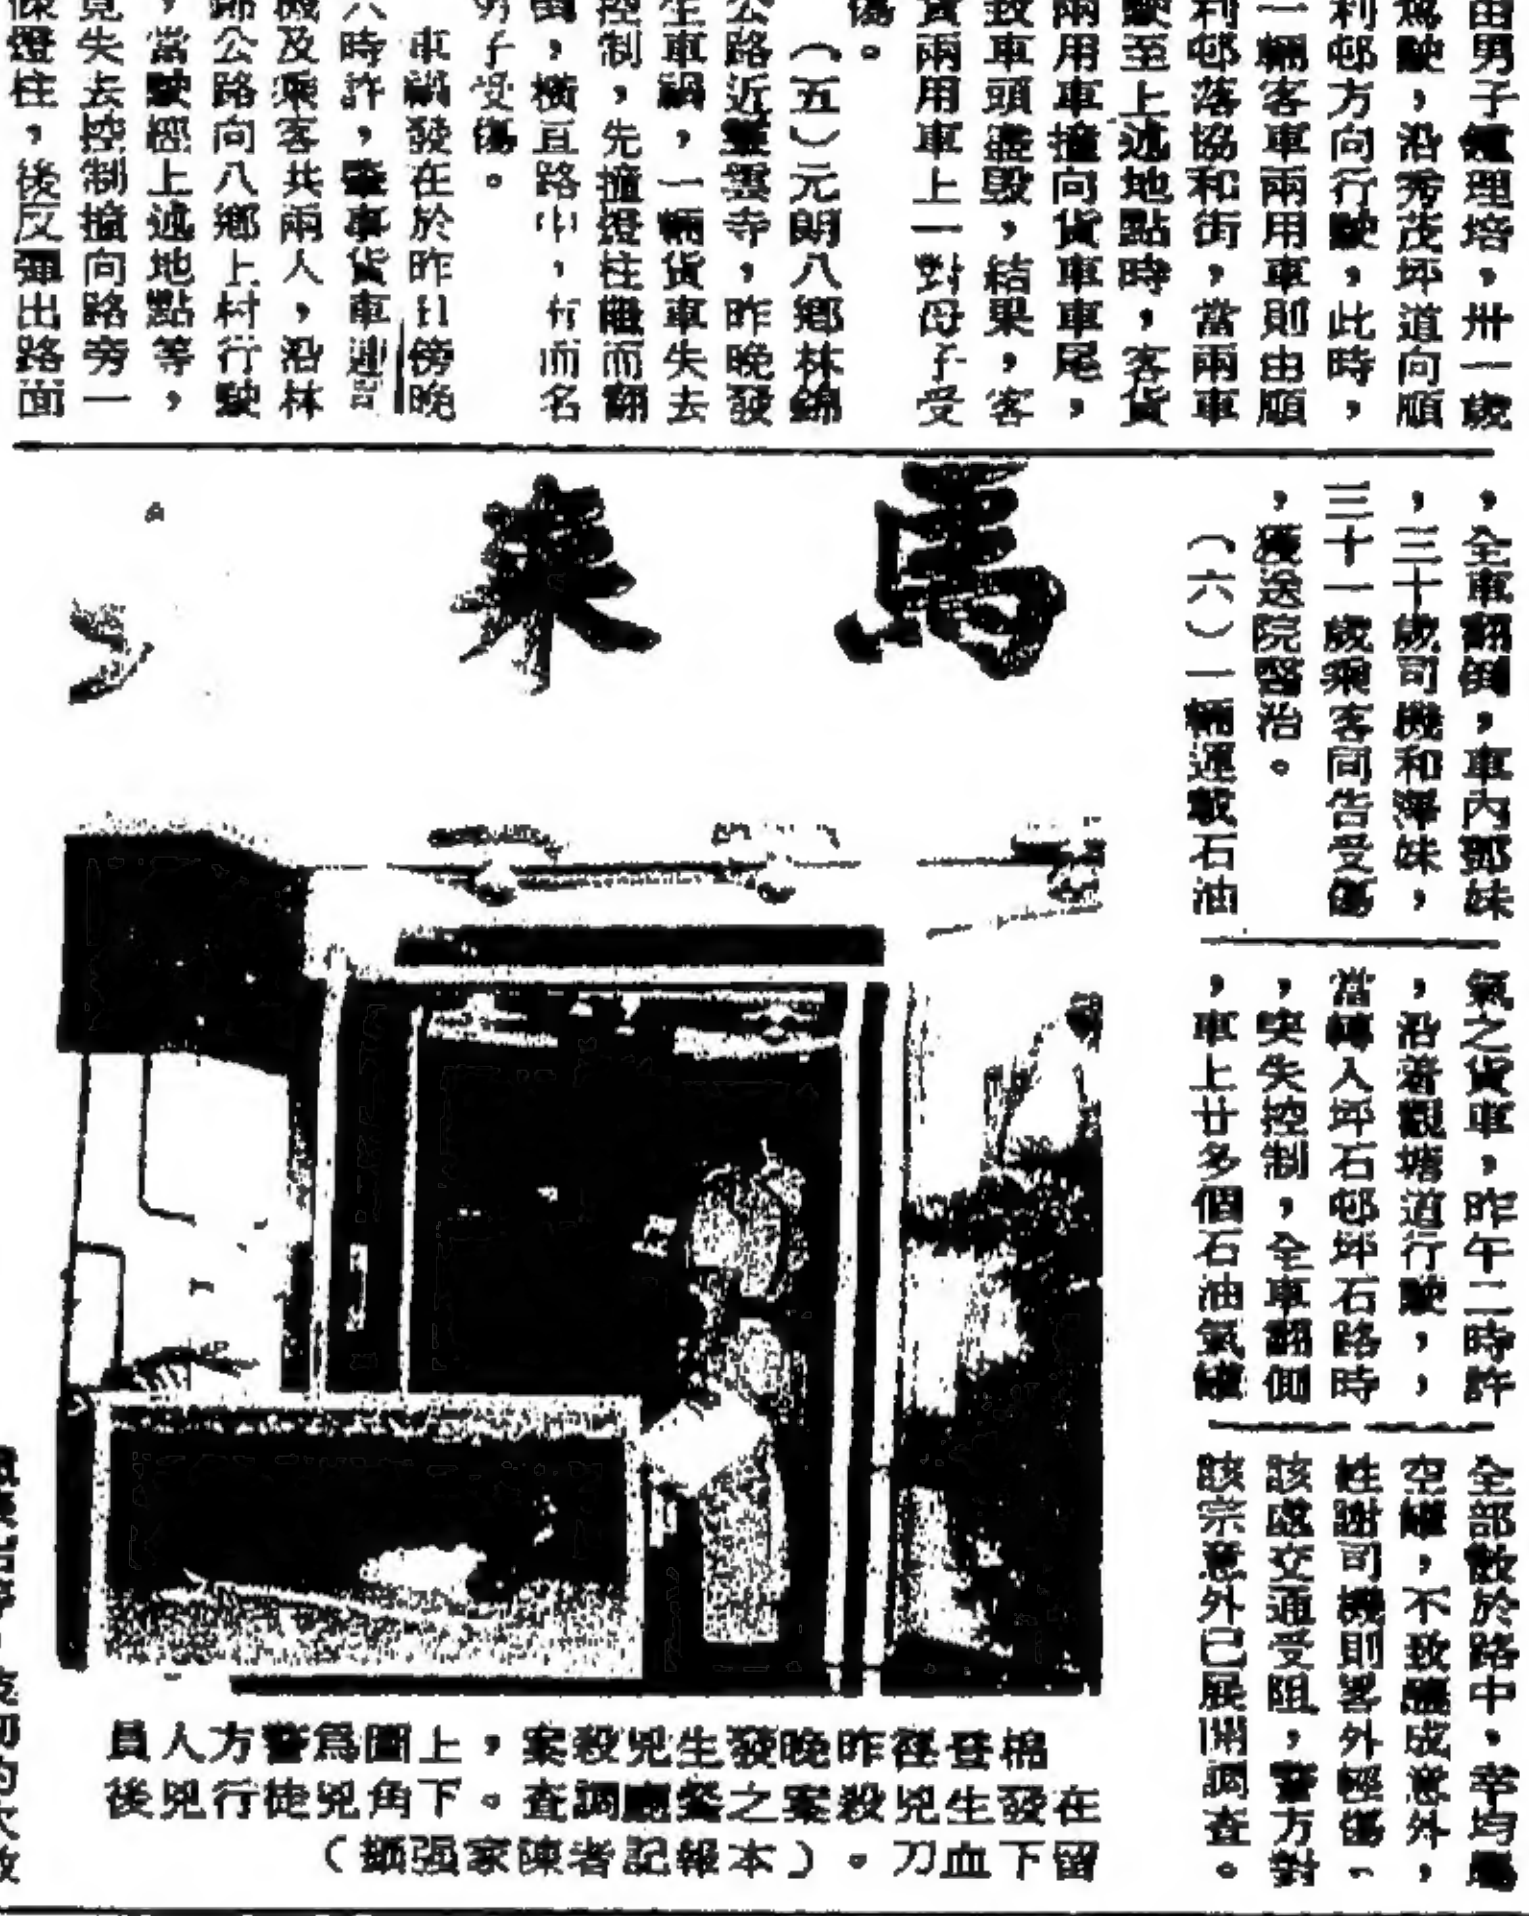 由男子鍾理培，卅一歲
駕駛，沿秀茂坪道向順
利邨方向行駛，此時，
一輛客車兩用車則由順
利邨落協和街，當兩車
駛至上述地點時，客貨
兩用車撞向貨車車尾，
致車頭盡毀，結果，客
貨兩用車上一對母子受
傷。
（五）元朗八鄉林錦
公路近雲寺，昨晚發
生車禍，一輛貨車失去
控制，先撞燈柱繼而翻
倒，橫亘路中，有兩名
男子受傷。
車禍發在於昨日傍晚
六時許，肇事貨車連司
機及乘客共兩人，沿林
錦公路向八鄉上村行駛
，當駛經上述地點等，
竟失去控制撞向路旁一
條燈柱，後反彈出路面
，全車翻倒，車內鄧妹
，三十歲司機和妹，
三十一歲乘客同告受傷
，獲送院醫治。
（六）一輛運載石油
氣之貨車，昨午二時許
，沿着觀塘道行駛，，
當轉入坪石邨坪石路時
，突失控制，全車翻側
，車上廿多個石油氣罐
全部散於路中，幸均屬
空罐，不致釀成意外，
姓謝司機則畧外輕傷。
該處交通受阻，警方對
該宗意外已展開調查。
馬來
棉登徑昨晚發生兇殺案，上圖爲警方人員
在發生兇殺案之餐廳調查。下角兇徒行兇後
留下血刀。（本報記者陳家張攝）